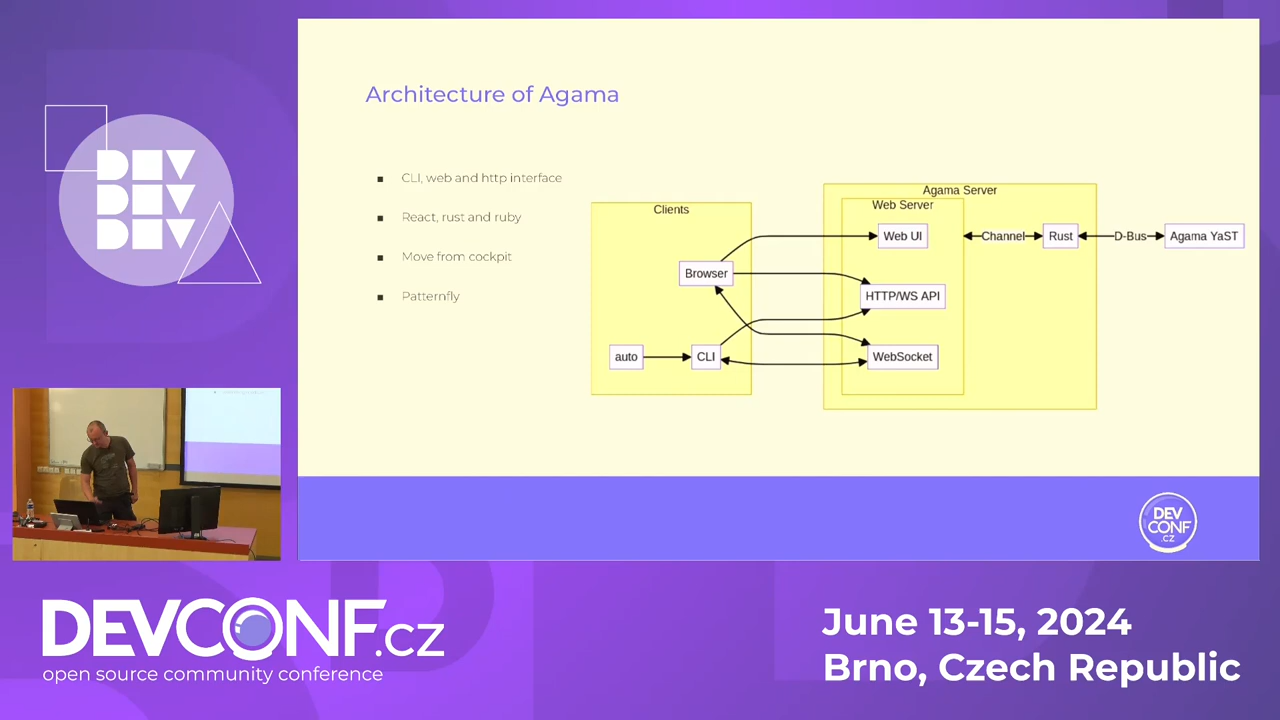 DEV
DEV
DEV
Architecture of Agama
CLI, web and http interface
React, rust and ruby
Move from cockpit
Patternfly
Clients
Browser
auto
CLI
Agama Server
Web Server
Web UI
HTTP/WS API
WebSocket
Channel
Rust
D-Bus
Agama YaST
DEV
CONF
.CZ
DEVCONF.cz
open source community conference
June 13-15, 2024
Brno, Czech Republic